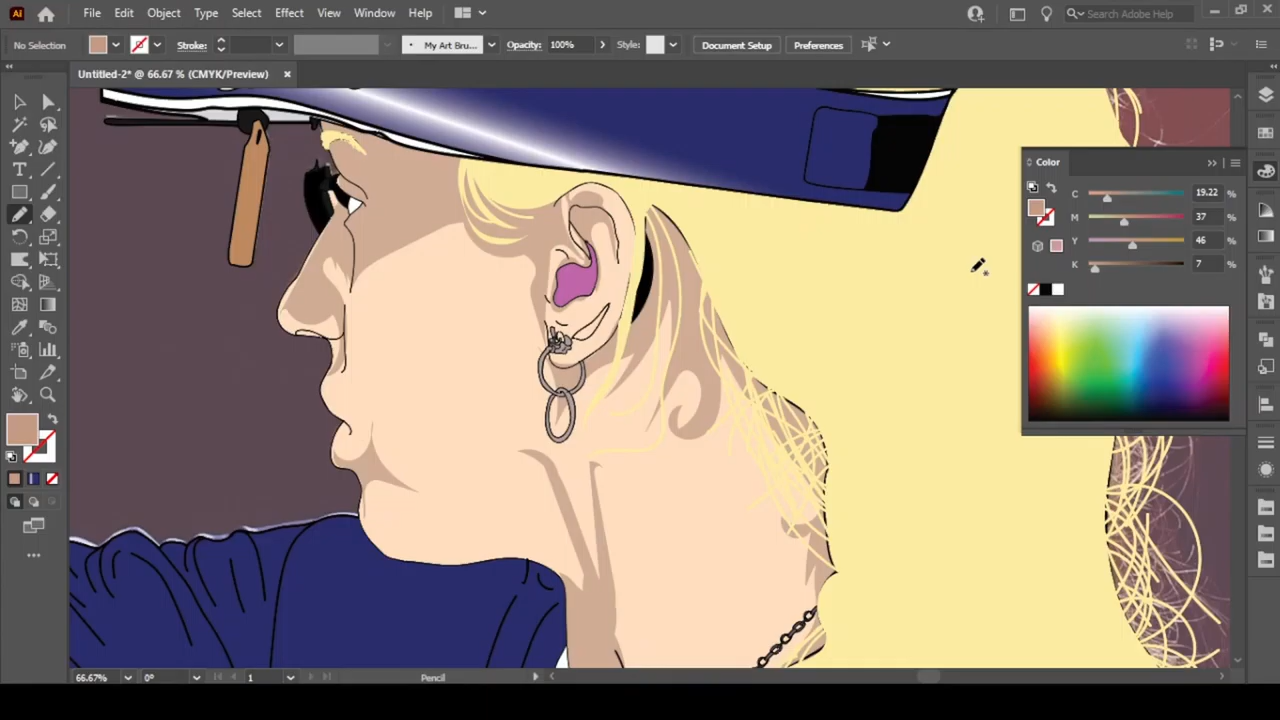 Ai File Edit Object Type Select Effect View Window Help Search Adobe Help
No Selection Stroke: My Art Bru... Opacity: 100% Style: Document Setup Preferences
Untitled-2* @ 66.67 % (CMYK/Preview) ×
Color
C 19.22 %
M 37 %
Y 46 %
K 7 %
66.67% 0° 1 Pencil